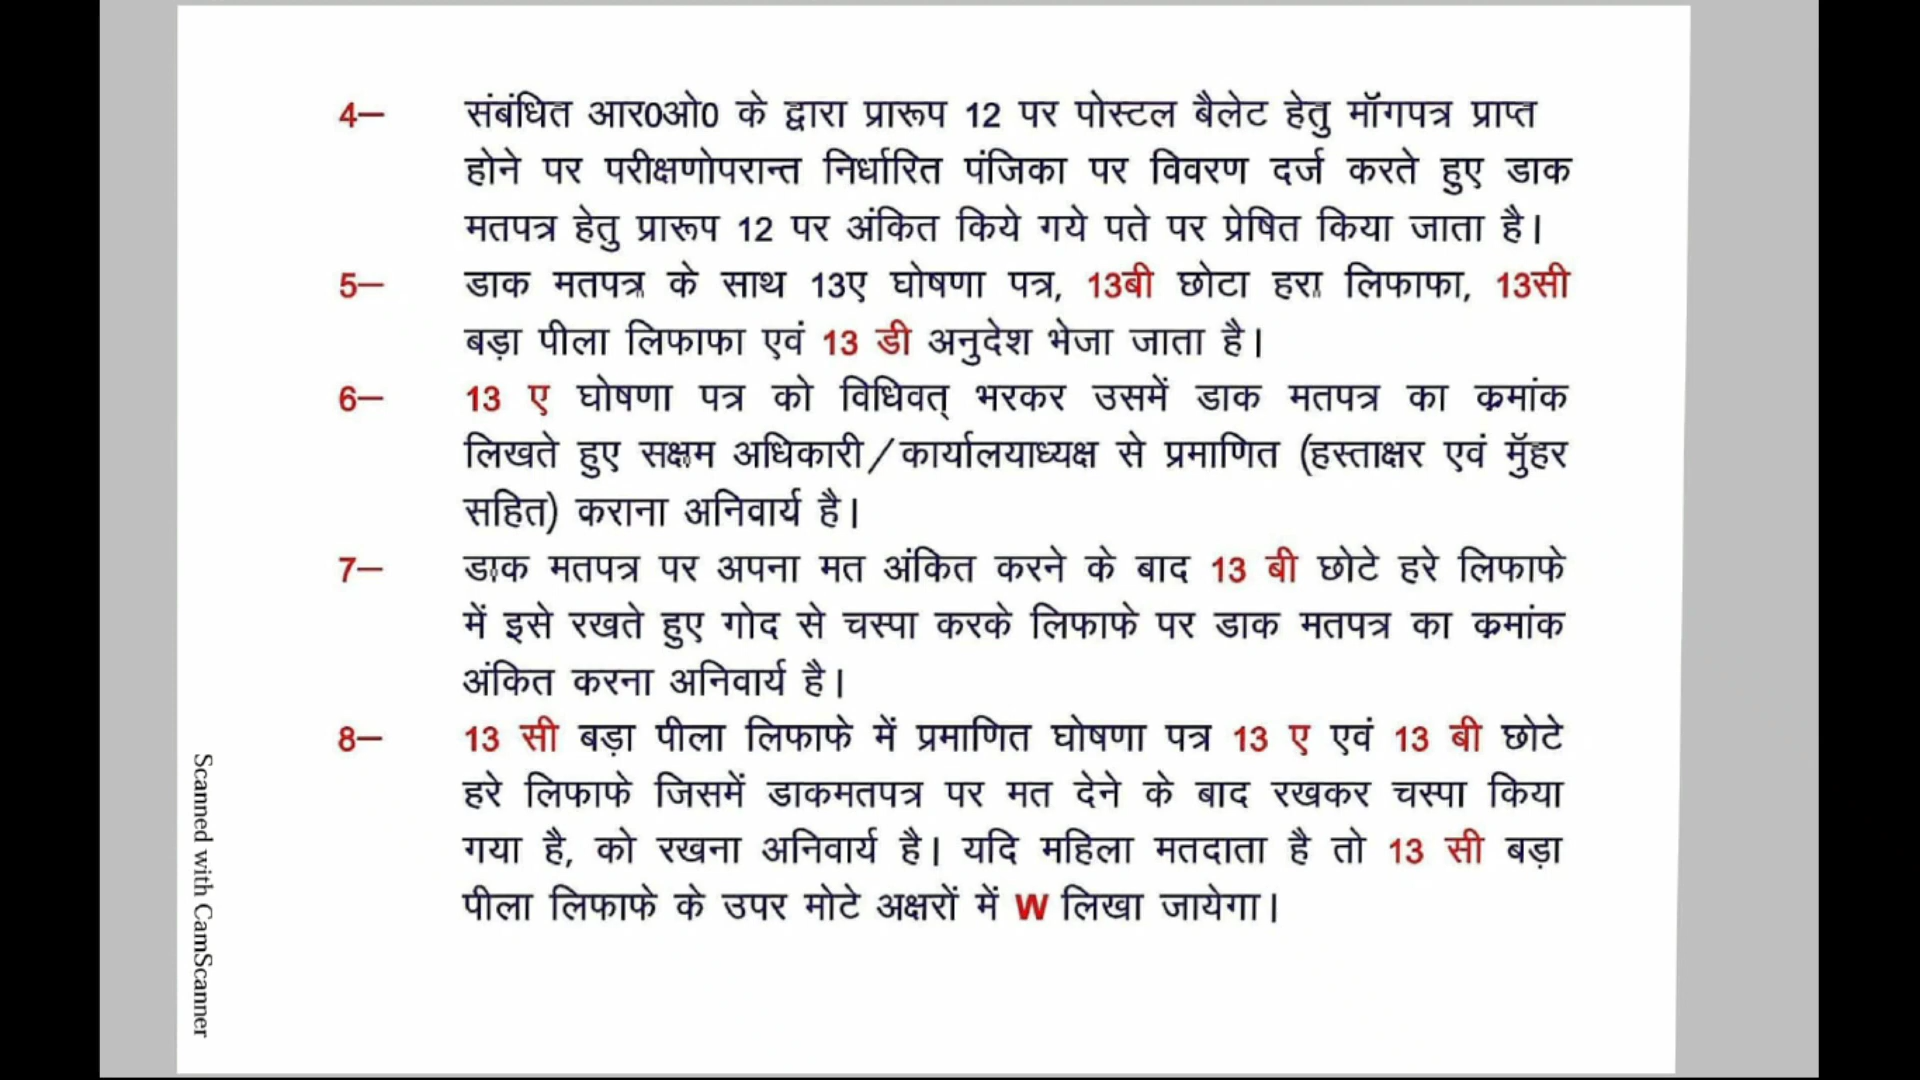 4— संबंधित आर0ओ0 के द्वारा प्रारूप 12 पर पोस्टल बैलेट हेतु मॉगपत्र प्राप्त
होने पर परीक्षणोपरान्त निर्धारित पंजिका पर विवरण दर्ज करते हुए डाक
मतपत्र हेतु प्रारूप 12 पर अंकित किये गये पते पर प्रेषित किया जाता है।
5— डाक मतपत्र के साथ 13ए घोषणा पत्र, 13बी छोटा हरा लिफाफा, 13सी
बड़ा पीला लिफाफा एवं 13 डी अनुदेश भेजा जाता है।
6— 13 ए घोषणा पत्र को विधिवत् भरकर उसमें डाक मतपत्र का क्रमांक
लिखते हुए सक्षम अधिकारी/कार्यालयाध्यक्ष से प्रमाणित (हस्ताक्षर एवं मुॅहर
सहित) कराना अनिवार्य है।
7— डाक मतपत्र पर अपना मत अंकित करने के बाद 13 बी छोटे हरे लिफाफे
में इसे रखते हुए गोद से चस्पा करके लिफाफे पर डाक मतपत्र का क्रमांक
अंकित करना अनिवार्य है।
8— 13 सी बड़ा पीला लिफाफे में प्रमाणित घोषणा पत्र 13 ए एवं 13 बी छोटे
हरे लिफाफे जिसमें डाकमतपत्र पर मत देने के बाद रखकर चस्पा किया
गया है, को रखना अनिवार्य है। यदि महिला मतदाता है तो 13 सी बड़ा
पीला लिफाफे के उपर मोटे अक्षरों में W लिखा जायेगा।
Scanned with CamScanner